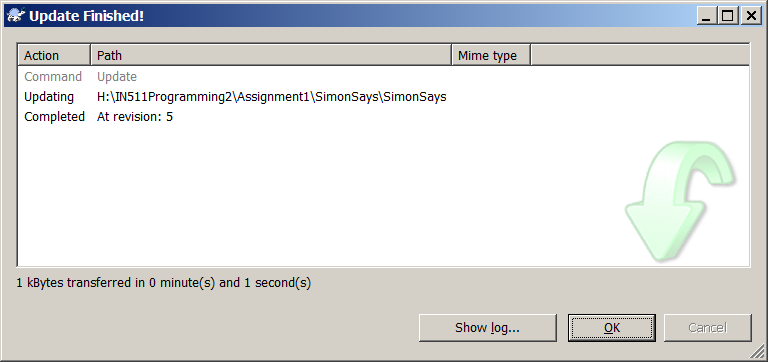 Update Finished!
Action Path Mime type
Command Update
Updating H:\IN511Programming2\Assignment1\SimonSays\SimonSays
Completed At revision: 5
1 kBytes transferred in 0 minute(s) and 1 second(s)
Show log... OK Cancel